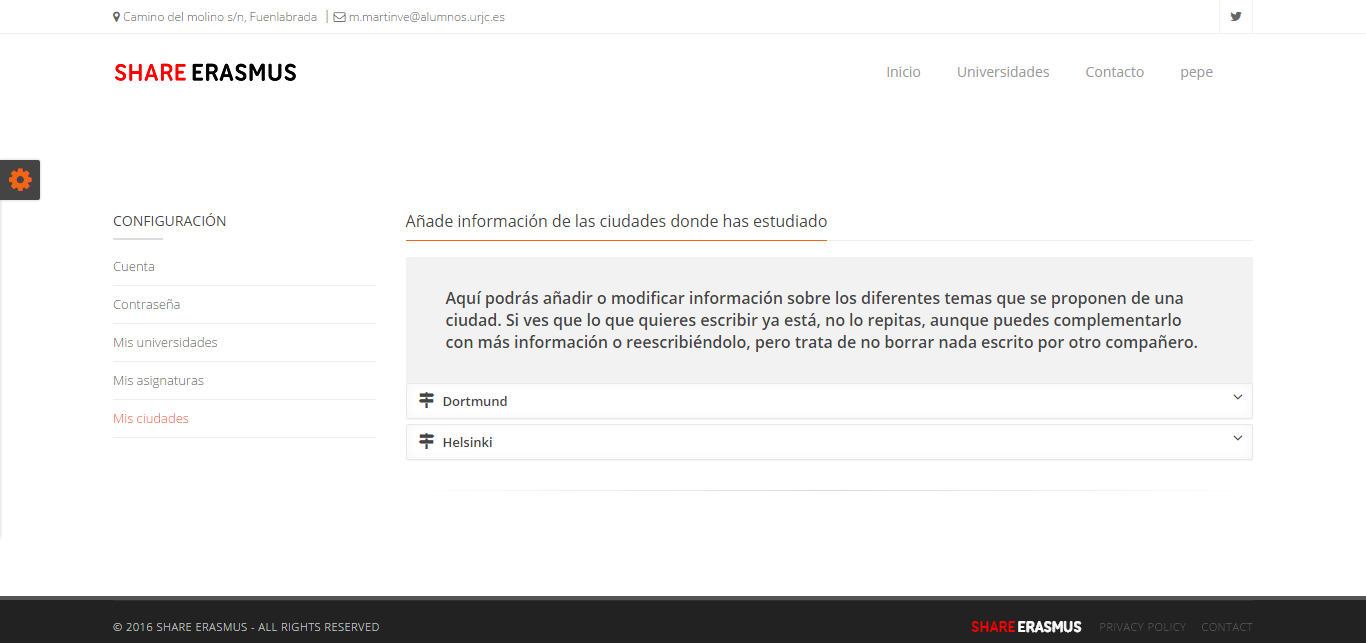 Camino del molino s/n, Fuenlabrada m.martinve@alumnos.urjc.es
SHARE ERASMUS
Inicio Universidades Contacto pepe
CONFIGURACIÓN
Cuenta
Contraseña
Mis universidades
Mis asignaturas
Mis ciudades
Añade información de las ciudades donde has estudiado
Aquí podrás añadir o modificar información sobre los diferentes temas que se proponen de una
ciudad. Si ves que lo que quieres escribir ya está, no lo repitas, aunque puedes complementarlo
con más información o reescribiéndolo, pero trata de no borrar nada escrito por otro compañero.
Dortmund
Helsinki
© 2016 SHARE ERASMUS - ALL RIGHTS RESERVED
SHARE ERASMUS PRIVACY POLICY CONTACT